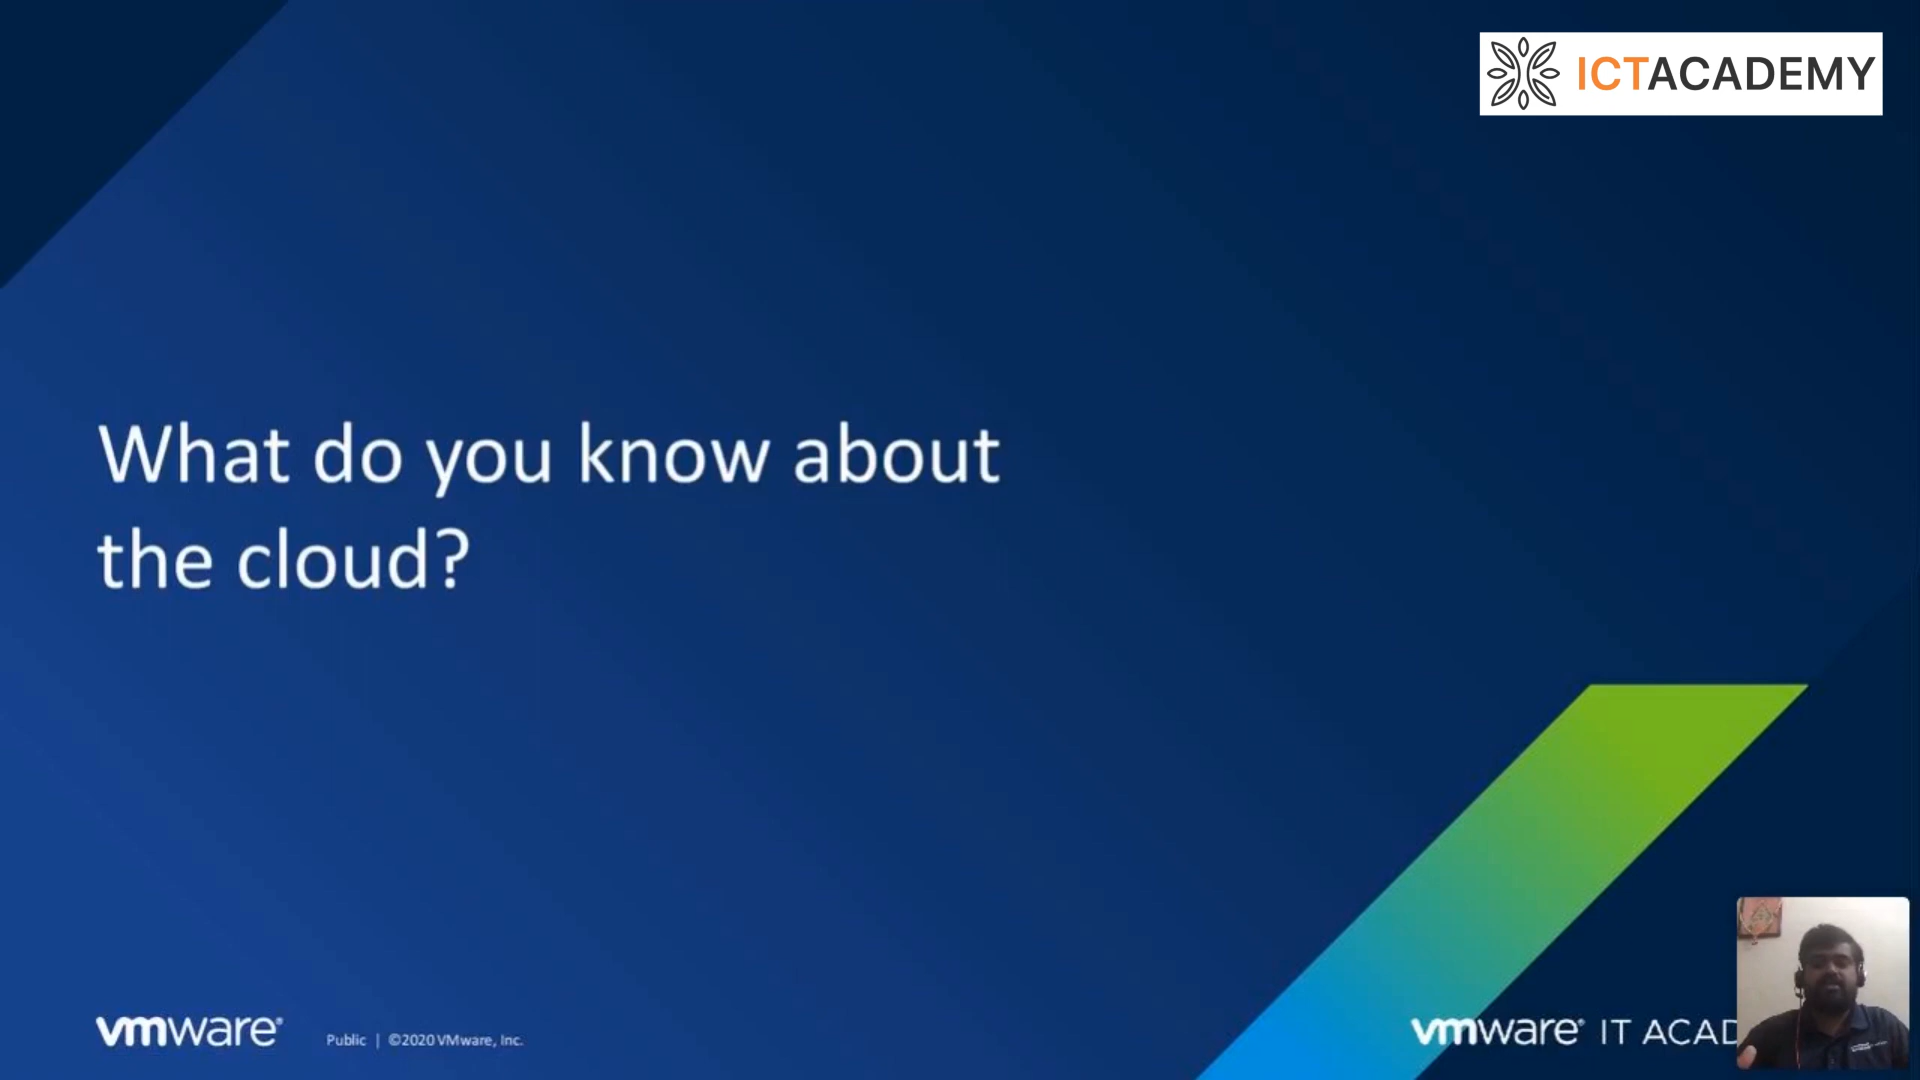 ICTACADEMY
What do you know about
the cloud?
vmware®
Public | ©2020 VMware, Inc.
vmware® IT ACAD